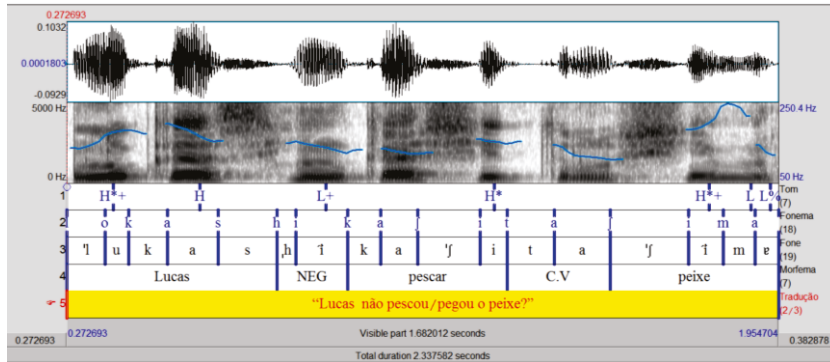 0.272693
0.1032
0.0001803
-0.0929
5000 Hz
250.4 Hz
0 Hz
50 Hz
1 H*+ H L+ H* H*+ L L% Tom (7)
2 o k a s h i k a ʃ i t a ʃ i m a Fonema (18)
3 'l u k a s ˌh ĩ k a 'ʃ i t a 'ʃ ĩ m ɐ Fone (19)
4 Lucas NEG pescar C.V peixe Morfema (7)
5 “Lucas não pescou/pegou o peixe?” Tradução (2/3)
0.272693 Visible part 1.682012 seconds 1.954704
0.272693 Total duration 2.337582 seconds 0.382878